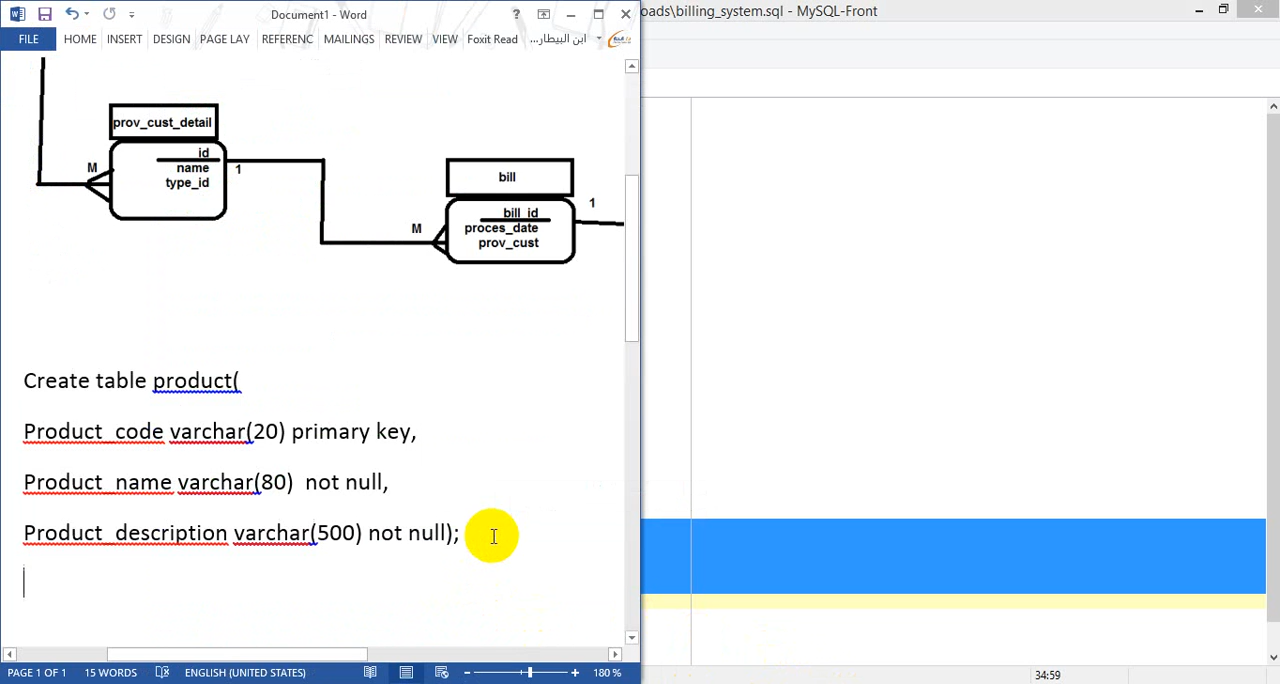 Document1 - Word
?
oads\billing_system.sql - MySQL-Front
FILE HOME INSERT DESIGN PAGE LAY REFERENC MAILINGS REVIEW VIEW Foxit Read ابن البيطار...
prov_cust_detail
id
name
type_id
M
1
bill
bill_id
proces_date
prov_cust
M
1
Create table product(
Product_code varchar(20) primary key,
Product_name varchar(80) not null,
Product_description varchar(500) not null);
PAGE 1 OF 1 15 WORDS ENGLISH (UNITED STATES) 180 %
34:59